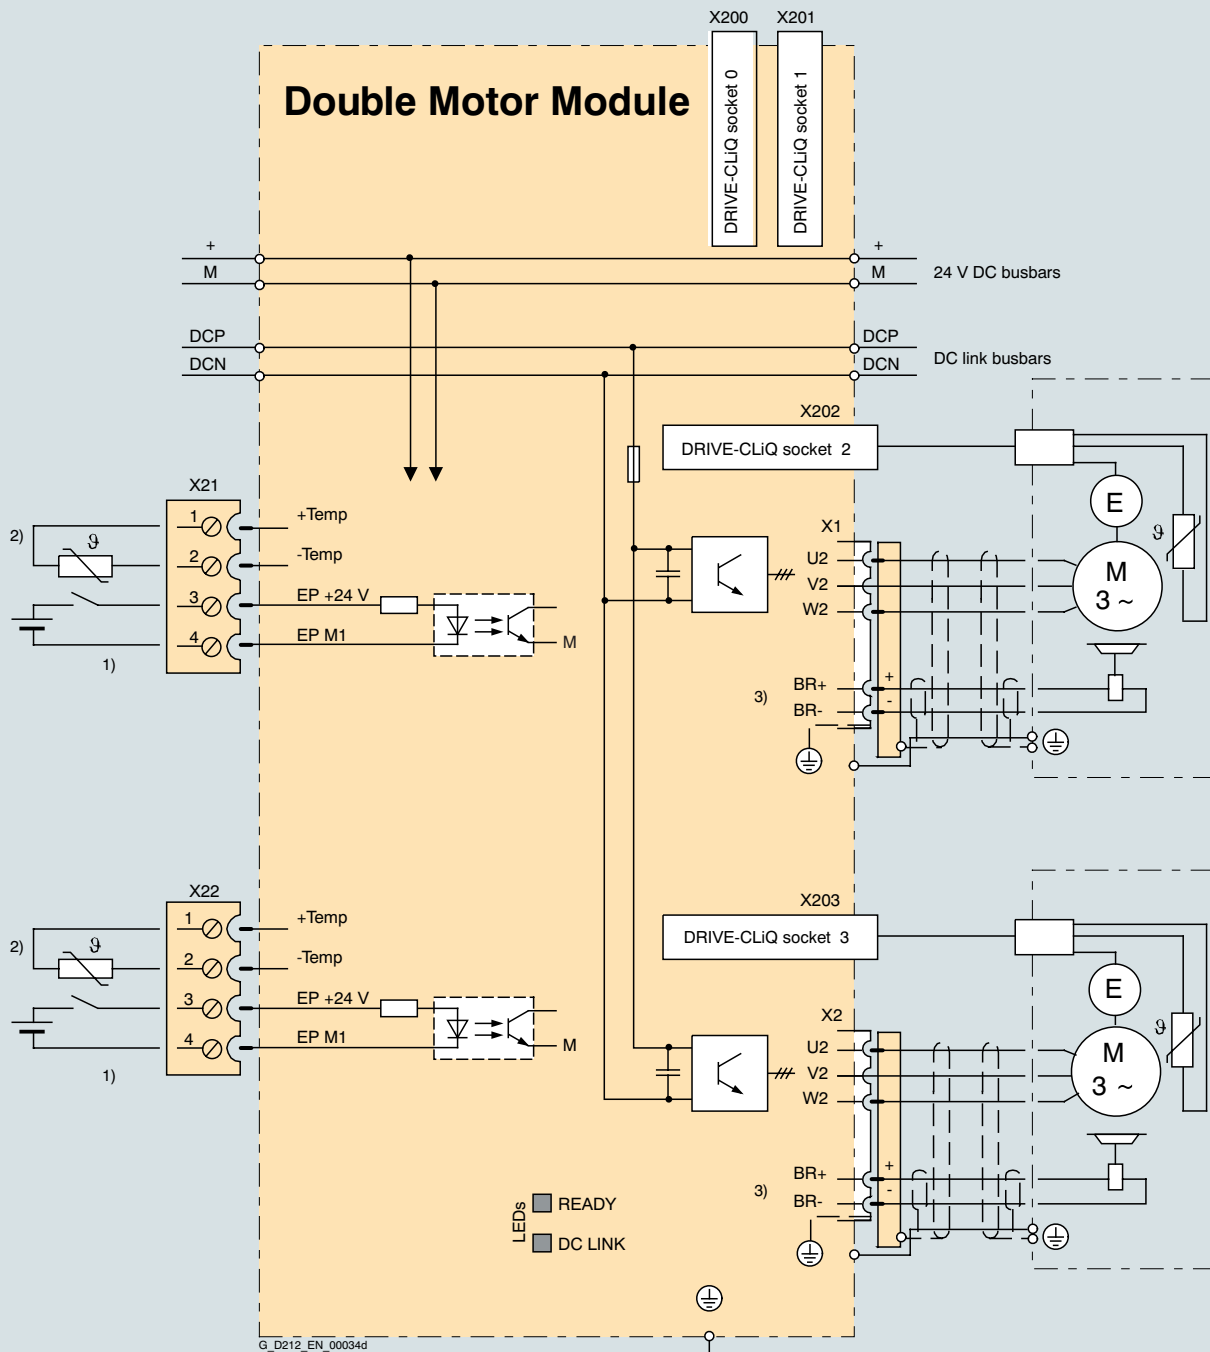 X200 X201
Double Motor Module
DRIVE-CLiQ socket 0
DRIVE-CLiQ socket 1
+ +
M M 24 V DC busbars
DCP DCP
DCN DCN DC link busbars
X202
DRIVE-CLiQ socket 2
X21
1 +Temp
2) ϑ
2 -Temp
3 EP +24 V
4 EP M1
M
1)
E
ϑ
M
3 ~
X1
U2
V2
W2
3) BR+ +
BR- -
X22
1 +Temp
2) ϑ
2 -Temp
3 EP +24 V
4 EP M1
M
1)
X203
DRIVE-CLiQ socket 3
E
ϑ
M
3 ~
X2
U2
V2
W2
3) BR+ +
BR- -
LEDs
READY
DC LINK
G_D212_EN_00034d